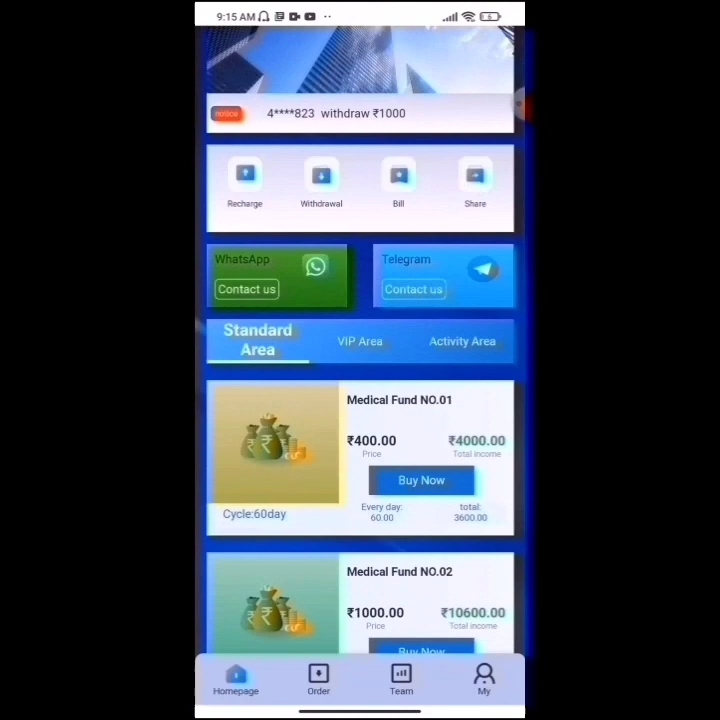 9:15 AM
6
notice 4****823 withdraw ₹1000
Recharge Withdrawal Bill Share
WhatsApp
Contact us
Telegram
Contact us
Standard
Area
VIP Area
Activity Area
Medical Fund NO.01
₹400.00 ₹4000.00
Price Total income
Buy Now
Cycle:60day
Every day: total:
60.00 3600.00
Medical Fund NO.02
₹1000.00 ₹10600.00
Price Total income
Buy Now
Homepage Order Team My